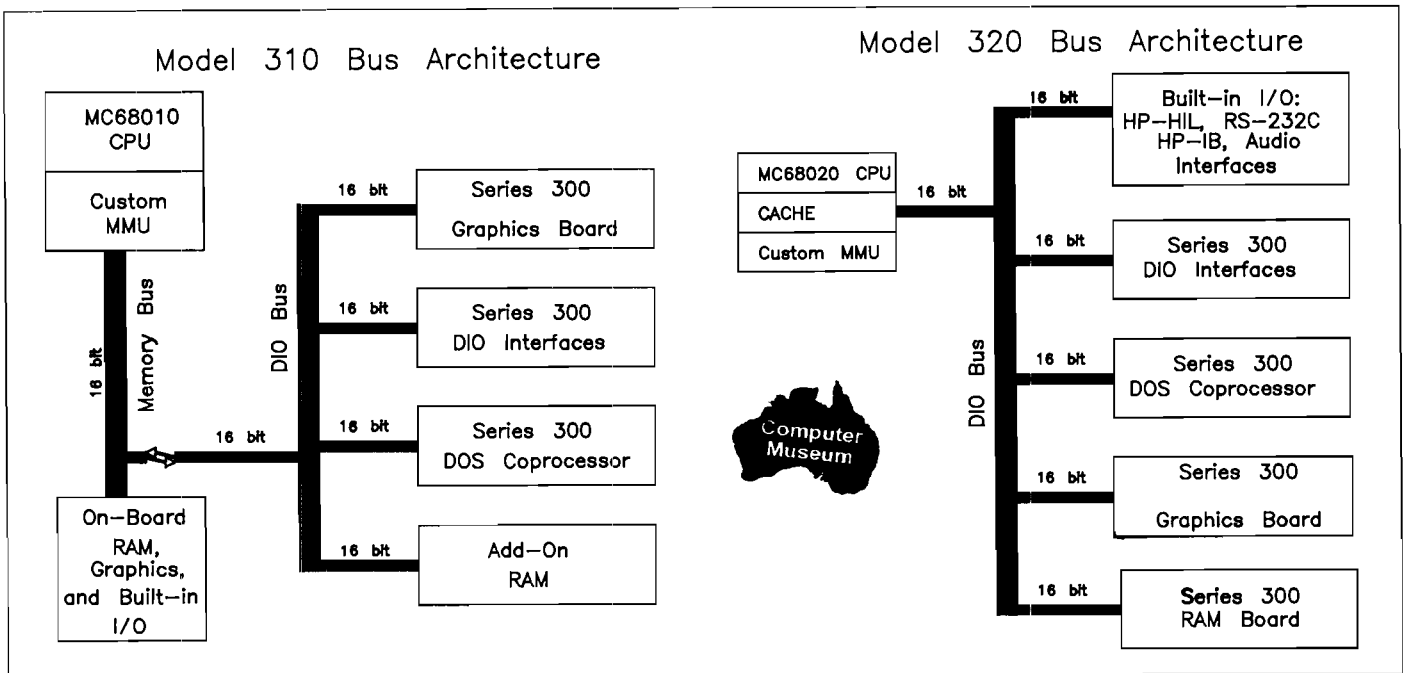 Model 310 Bus Architecture
MC68010
CPU
Custom
MMU
16 bit
Memory Bus
On-Board
RAM,
Graphics,
and Built-in
I/O
16 bit
DIO Bus
16 bit
Series 300
Graphics Board
16 bit
Series 300
DIO Interfaces
16 bit
Series 300
DOS Coprocessor
16 bit
Add-On
RAM
Model 320 Bus Architecture
MC68020 CPU
CACHE
Custom MMU
16 bit
DIO Bus
16 bit
Built-in I/O:
HP-HIL, RS-232C
HP-IB, Audio
Interfaces
16 bit
Series 300
DIO Interfaces
16 bit
Series 300
DOS Coprocessor
16 bit
Series 300
Graphics Board
16 bit
Series 300
RAM Board
Computer
Museum